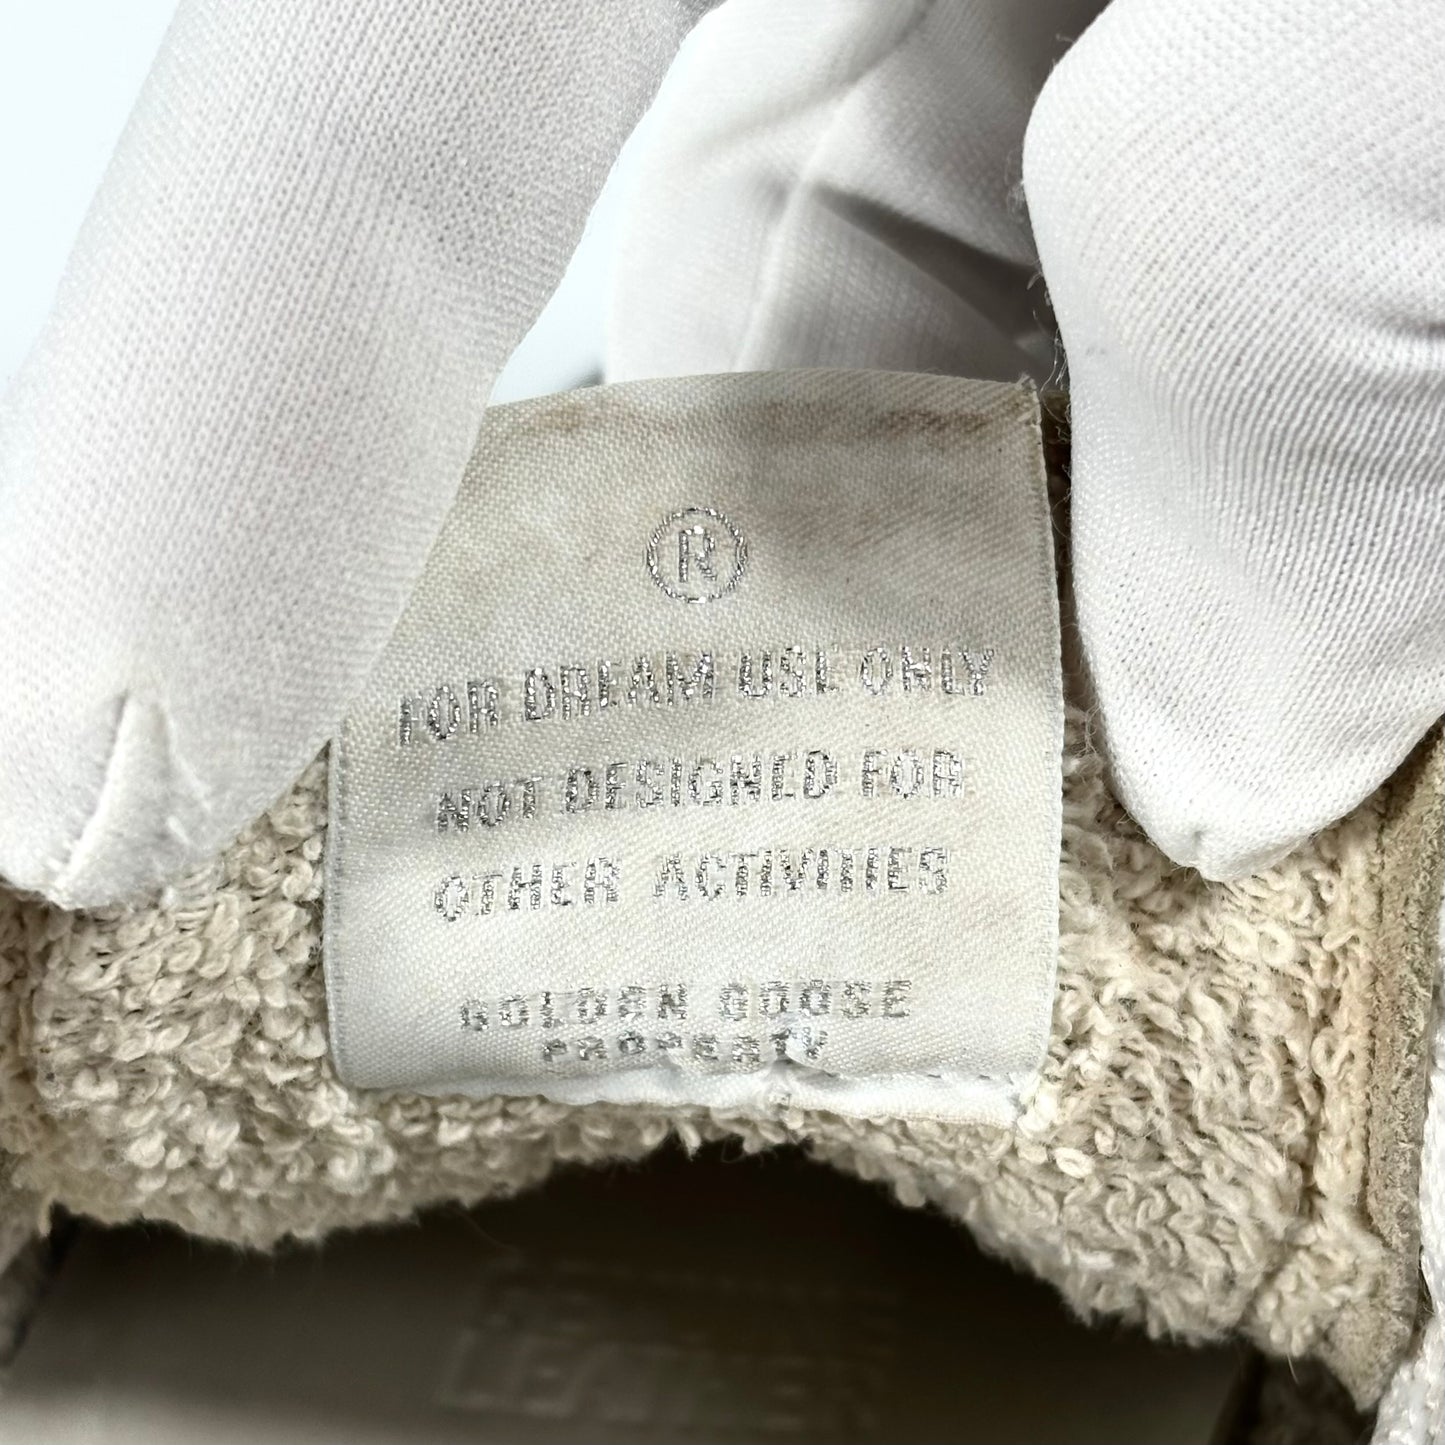 ®
FOR DREAM USE ONLY
NOT DESIGNED FOR
OTHER ACTIVITIES
GOLDEN GOOSE
PROPERTY